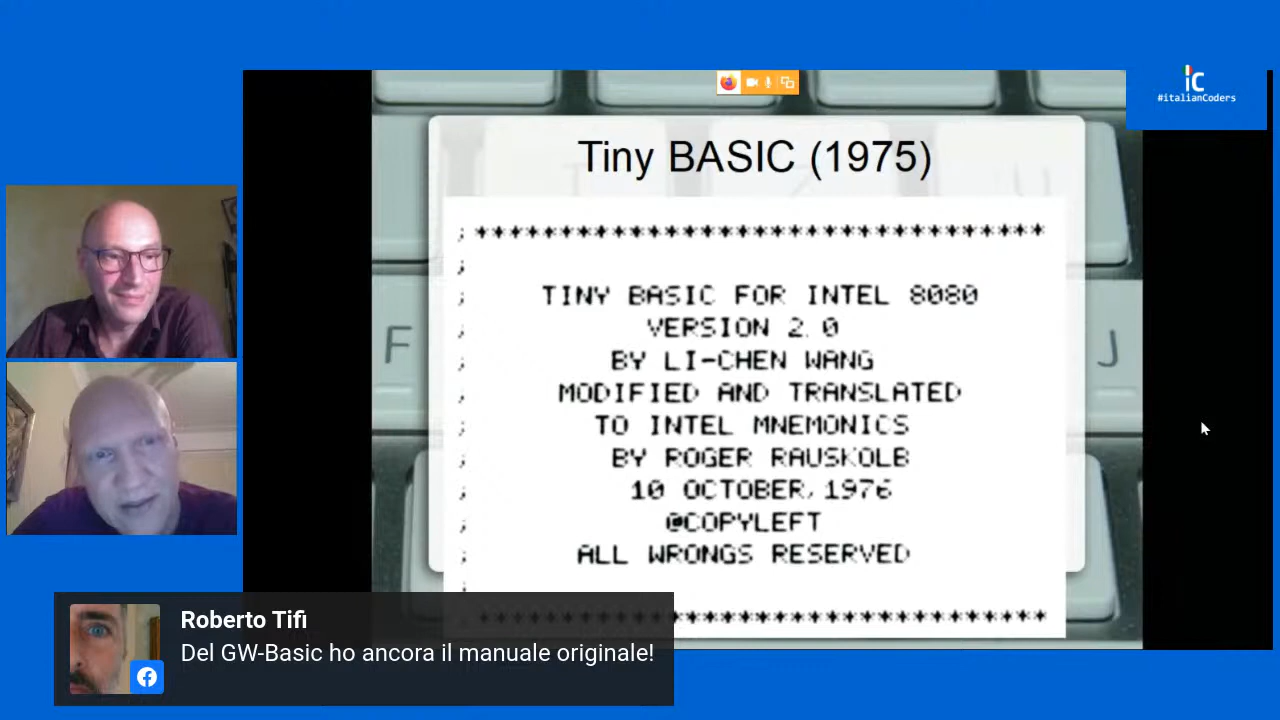 iC
#italianCoders
Tiny BASIC (1975)
; *********************************
;
; TINY BASIC FOR INTEL 8080
; VERSION 2.0
; BY LI-CHEN WANG
; MODIFIED AND TRANSLATED
; TO INTEL MNEMONICS
; BY ROGER RAUSKOLB
; 10 OCTOBER, 1976
; @COPYLEFT
; ALL WRONGS RESERVED
;
; *********************************
F
J
Roberto Tifi
Del GW-Basic ho ancora il manuale originale!